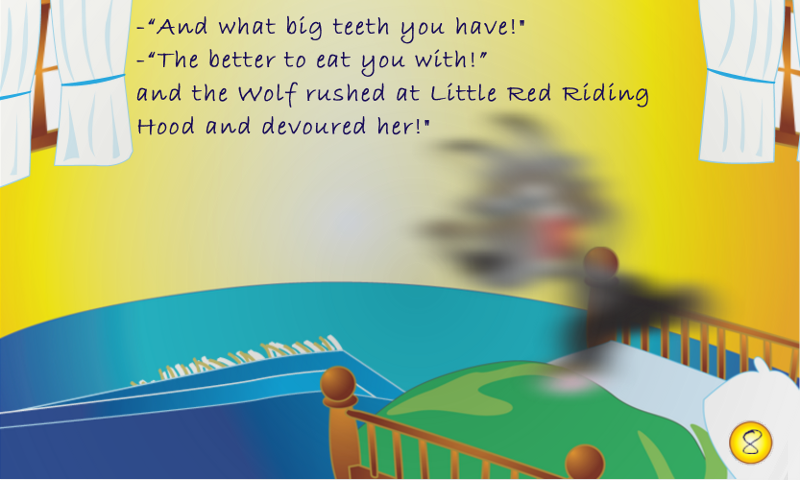 -“And what big teeth you have!"
-“The better to eat you with!”
and the Wolf rushed at Little Red Riding
Hood and devoured her!"
8